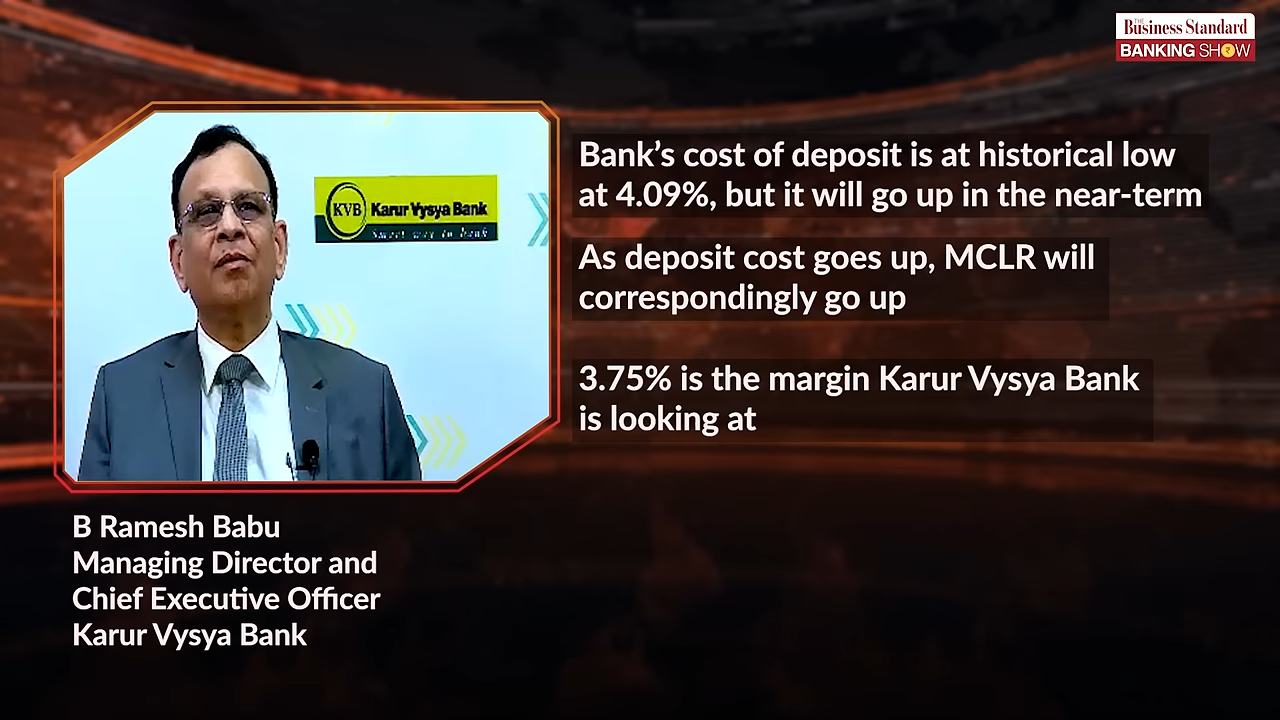 THE
Business Standard
BANKING SHOW
KVB Karur Vysya Bank
Smart way to bank
Bank’s cost of deposit is at historical low
at 4.09%, but it will go up in the near-term
As deposit cost goes up, MCLR will
correspondingly go up
3.75% is the margin Karur Vysya Bank
is looking at
B Ramesh Babu
Managing Director and
Chief Executive Officer
Karur Vysya Bank